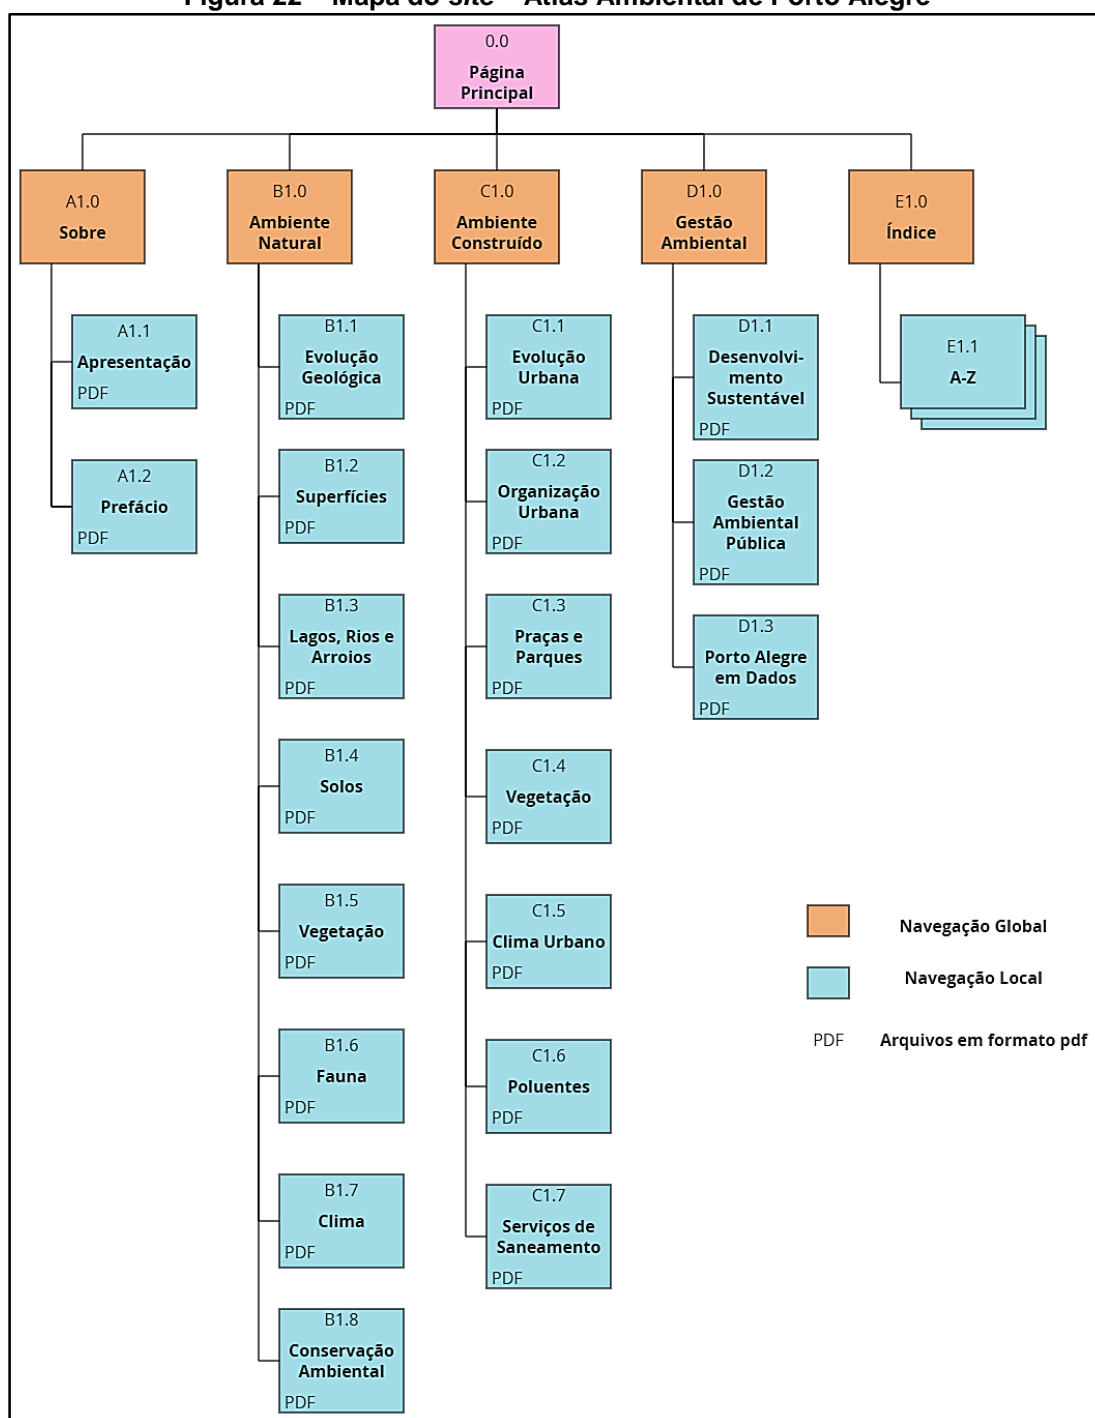 Figura 22 – Mapa do site – Atlas Ambiental de Porto Alegre
0.0
Página
Principal
A1.0
Sobre
B1.0
Ambiente
Natural
C1.0
Ambiente
Construído
D1.0
Gestão
Ambiental
E1.0
Índice
A1.1
Apresentação
PDF
A1.2
Prefácio
PDF
B1.1
Evolução
Geológica
PDF
B1.2
Superfícies
PDF
B1.3
Lagos, Rios e
Arroios
PDF
B1.4
Solos
PDF
B1.5
Vegetação
PDF
B1.6
Fauna
PDF
B1.7
Clima
PDF
B1.8
Conservação
Ambiental
PDF
C1.1
Evolução
Urbana
PDF
C1.2
Organização
Urbana
PDF
C1.3
Praças e
Parques
PDF
C1.4
Vegetação
PDF
C1.5
Clima Urbano
PDF
C1.6
Poluentes
PDF
C1.7
Serviços de
Saneamento
PDF
D1.1
Desenvolvi-
mento
Sustentável
PDF
D1.2
Gestão
Ambiental
Pública
PDF
D1.3
Porto Alegre
em Dados
PDF
E1.1
A-Z
Navegação Global
Navegação Local
PDF Arquivos em formato pdf